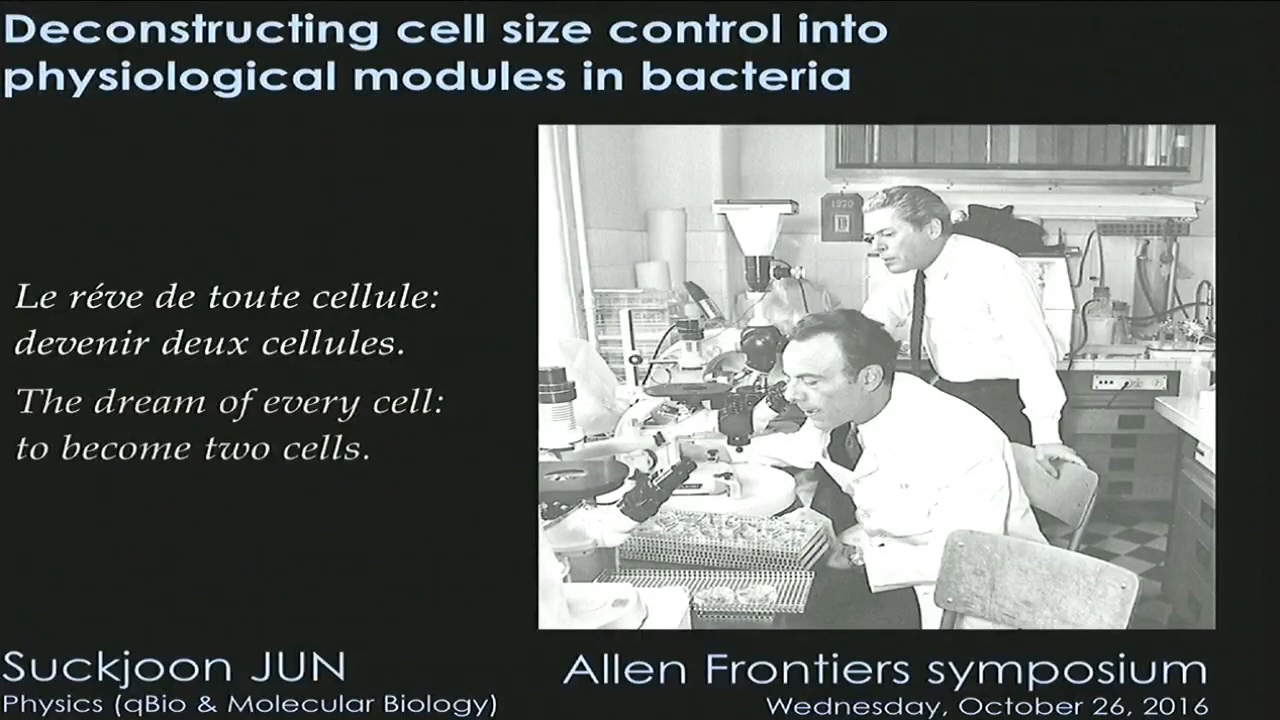 Deconstructing cell size control into
physiological modules in bacteria
1970
Le réve de toute cellule:
devenir deux cellules.
The dream of every cell:
to become two cells.
Suckjoon JUN
Physics (qBio & Molecular Biology)
Allen Frontiers symposium
Wednesday, October 26, 2016